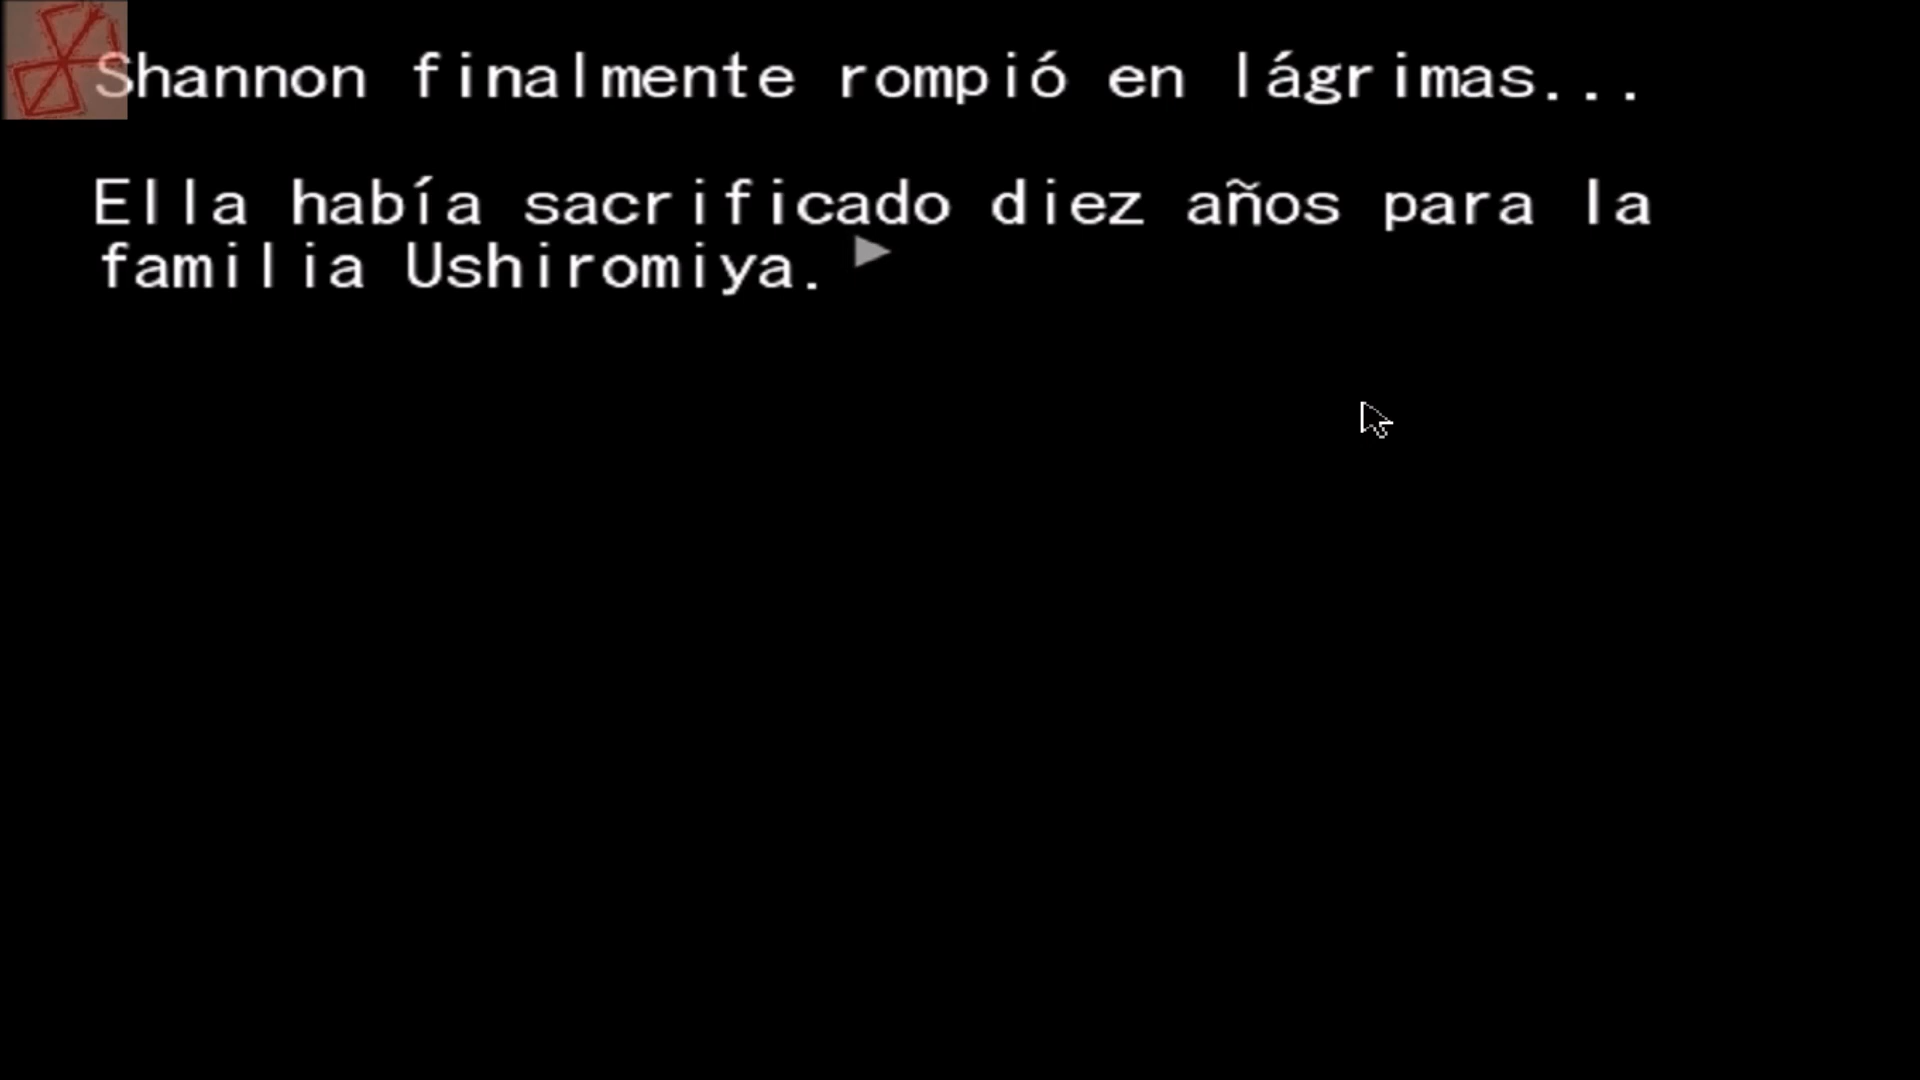 Shannon finalmente rompió en lágrimas...
Ella había sacrificado diez años para la
familia Ushiromiya.